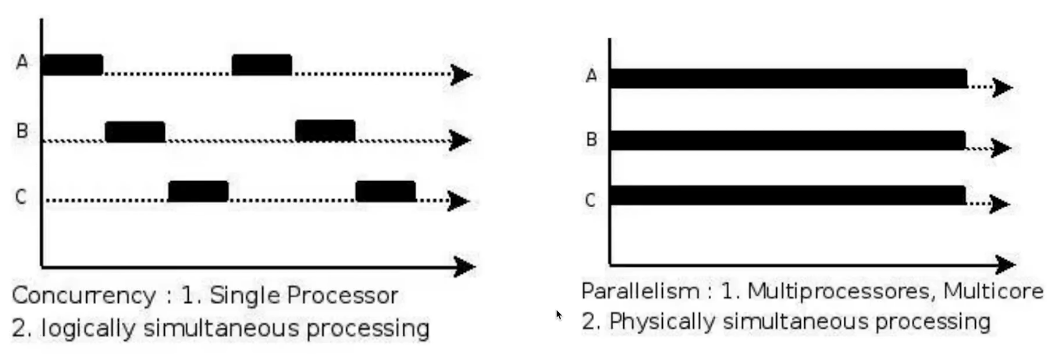 A
B
C
Concurrency : 1. Single Processor
2. logically simultaneous processing
A
B
C
Parallelism : 1. Multiprocessores, Multicore
2. Physically simultaneous processing